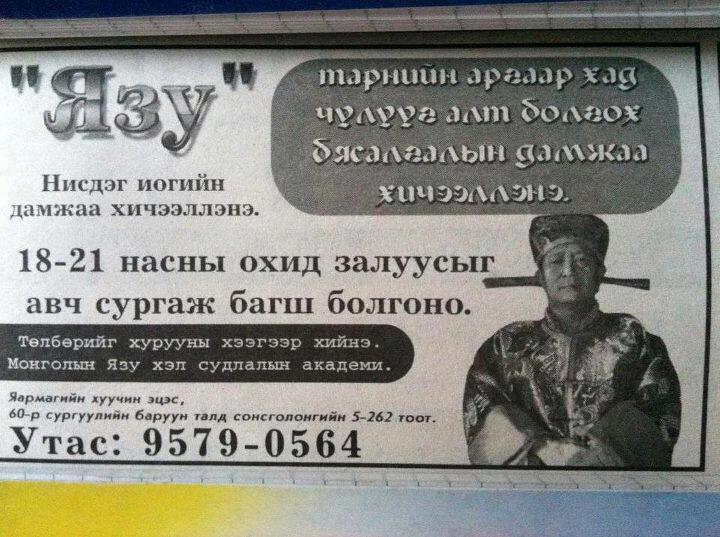 "Язу"
тарнийн аргаар хад
чулууг алт болгох
бясалгалын дамжаа
хичээллэнэ.
Нисдэг иогийн
дамжаа хичээллэнэ.
18-21 насны охид залуусыг
авч сургаж багш болгоно.
Төлбөрийг хурууны хээгээр хийнэ.
Монголын Язу хэл судлалын академи.
Яармагийн хуучин эцэс,
60-р сургуулийн баруун талд сонсголонгийн 5-262 тоот.
Утас: 9579-0564